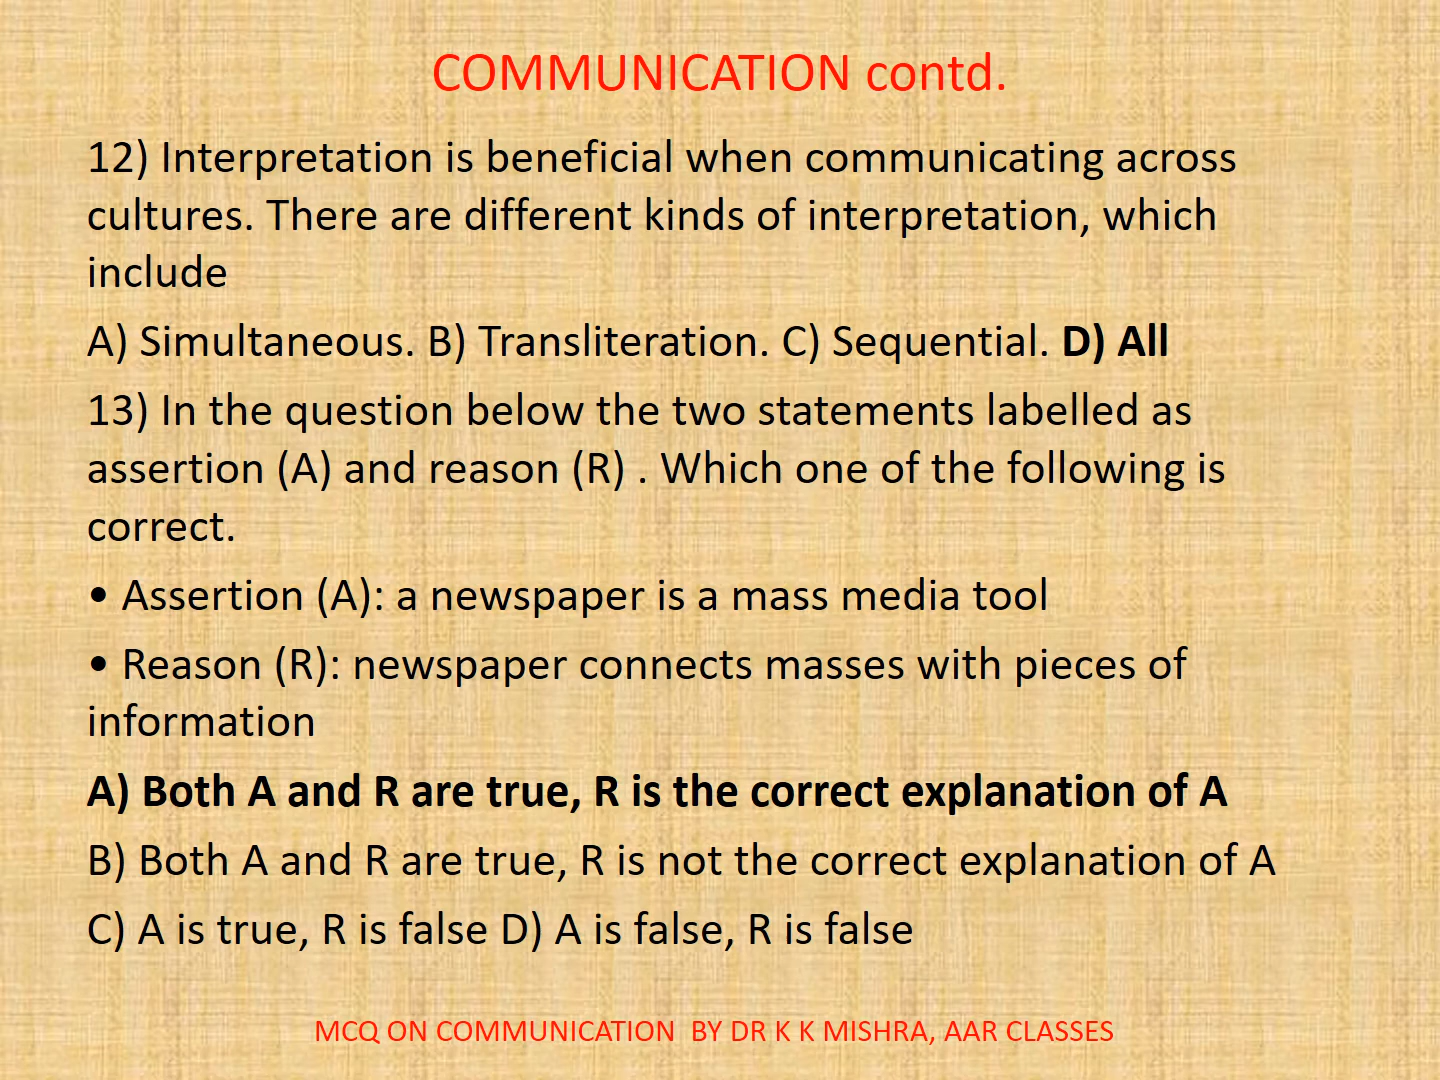 COMMUNICATION contd.
12) Interpretation is beneficial when communicating across
cultures. There are different kinds of interpretation, which
include
A) Simultaneous. B) Transliteration. C) Sequential. D) All
13) In the question below the two statements labelled as
assertion (A) and reason (R) . Which one of the following is
correct.
• Assertion (A): a newspaper is a mass media tool
• Reason (R): newspaper connects masses with pieces of
information
A) Both A and R are true, R is the correct explanation of A
B) Both A and R are true, R is not the correct explanation of A
C) A is true, R is false D) A is false, R is false
MCQ ON COMMUNICATION  BY DR K K MISHRA, AAR CLASSES